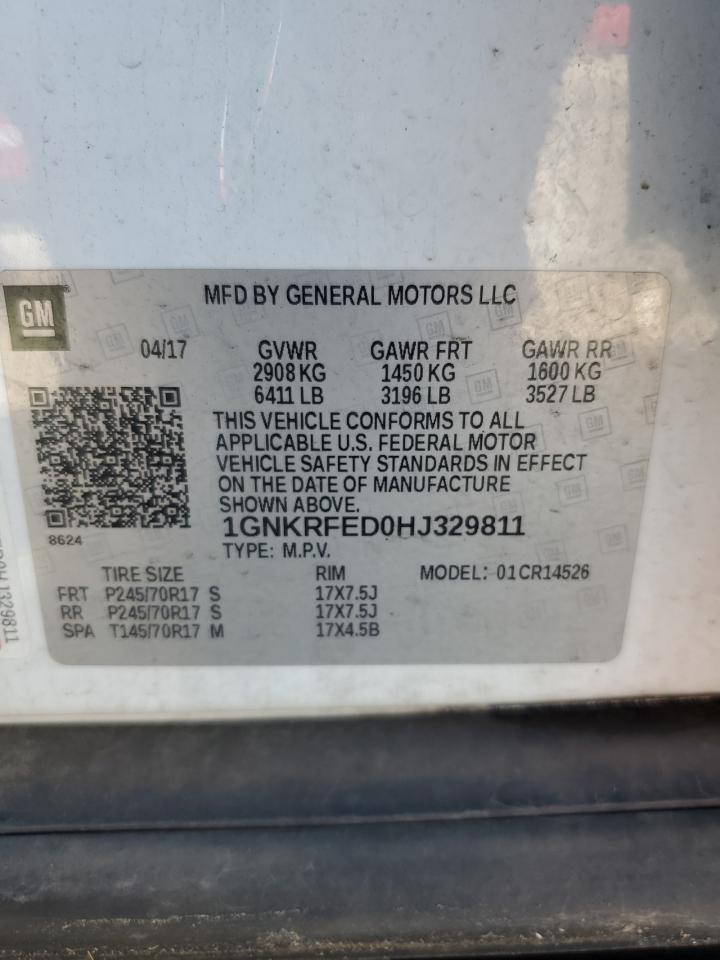 GM
MFD BY GENERAL MOTORS LLC
04/17 GVWR GAWR FRT GAWR RR
2908 KG 1450 KG 1600 KG
6411 LB 3196 LB 3527 LB
THIS VEHICLE CONFORMS TO ALL
APPLICABLE U.S. FEDERAL MOTOR
VEHICLE SAFETY STANDARDS IN EFFECT
ON THE DATE OF MANUFACTURE
SHOWN ABOVE.
8624
1GNKRFED0HJ329811
TYPE: M.P.V.
TIRE SIZE RIM MODEL: 01CR14526
FRT P245/70R17 S 17X7.5J
RR P245/70R17 S 17X7.5J
SPA T145/70R17 M 17X4.5B
0HJ329811